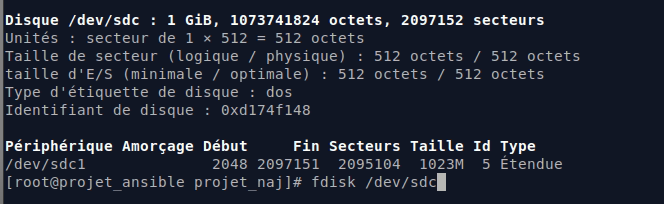 Disque /dev/sdc : 1 GiB, 1073741824 octets, 2097152 secteurs
Unités : secteur de 1 × 512 = 512 octets
Taille de secteur (logique / physique) : 512 octets / 512 octets
taille d'E/S (minimale / optimale) : 512 octets / 512 octets
Type d'étiquette de disque : dos
Identifiant de disque : 0xd174f148
Périphérique Amorçage Début     Fin Secteurs Taille Id Type
/dev/sdc1              2048 2097151  2095104  1023M  5 Étendue
[root@projet_ansible projet_naj]# fdisk /dev/sdc